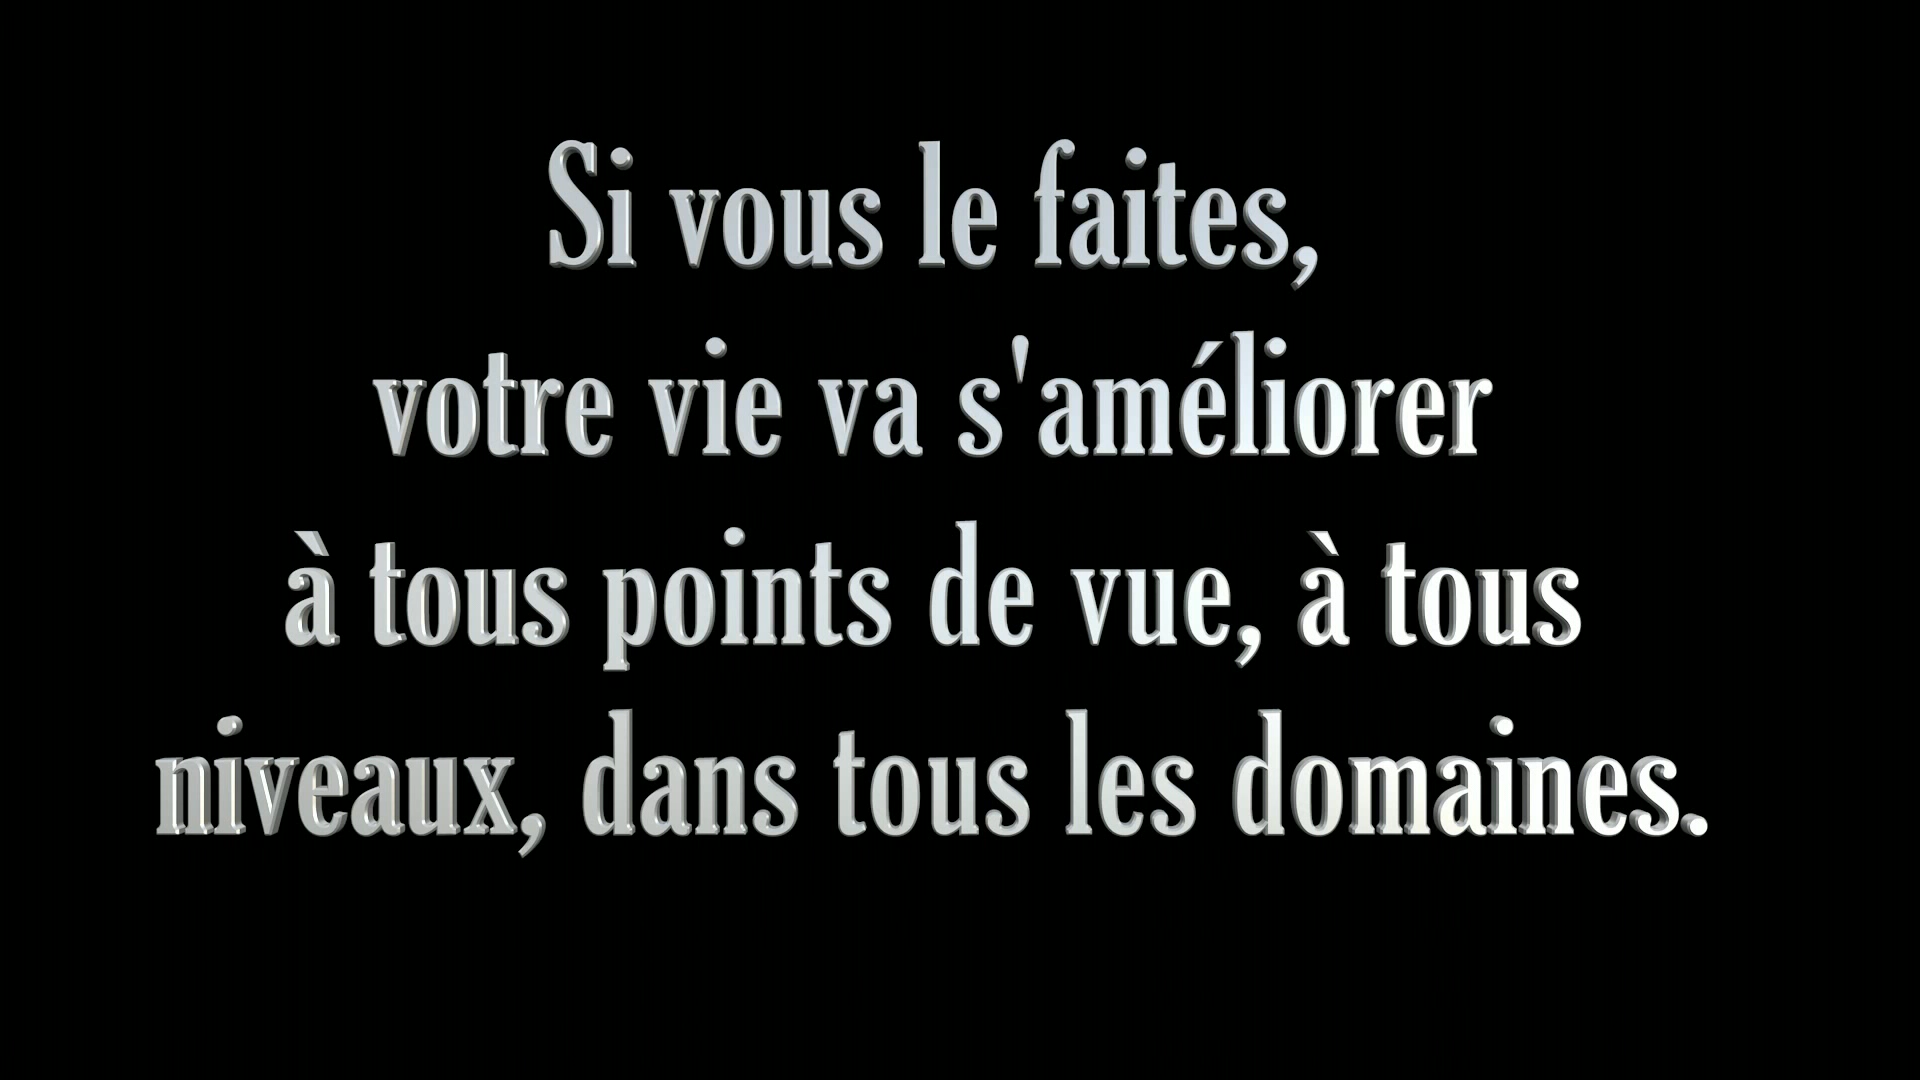 Si vous le faites,
votre vie va s'améliorer
à tous points de vue, à tous
niveaux, dans tous les domaines.